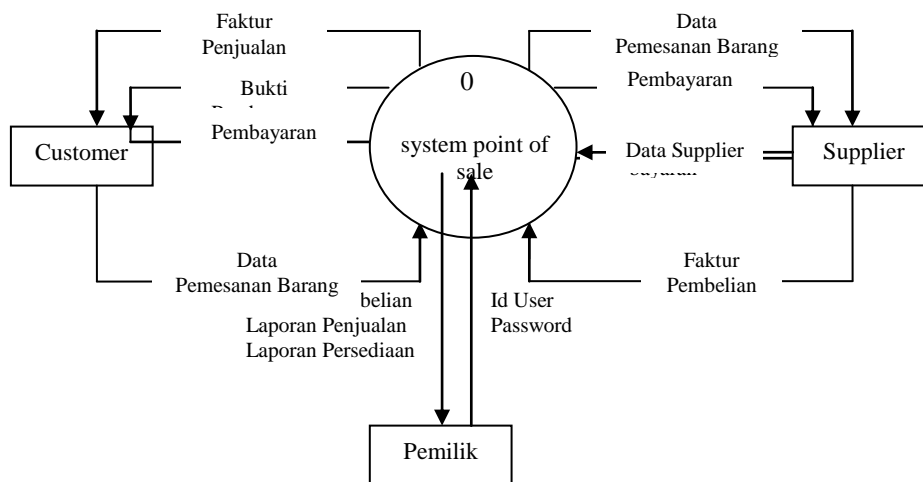 Faktur
Penjualan
Data
Pemesanan Barang
0
Bukti
Pembayaran
Pembayaran
Customer
system point of
sale
Data Supplier
Supplier
Data
Pemesanan Barang
Faktur
Pembelian
belian
Laporan Penjualan
Laporan Persediaan
Id User
Password
Pemilik